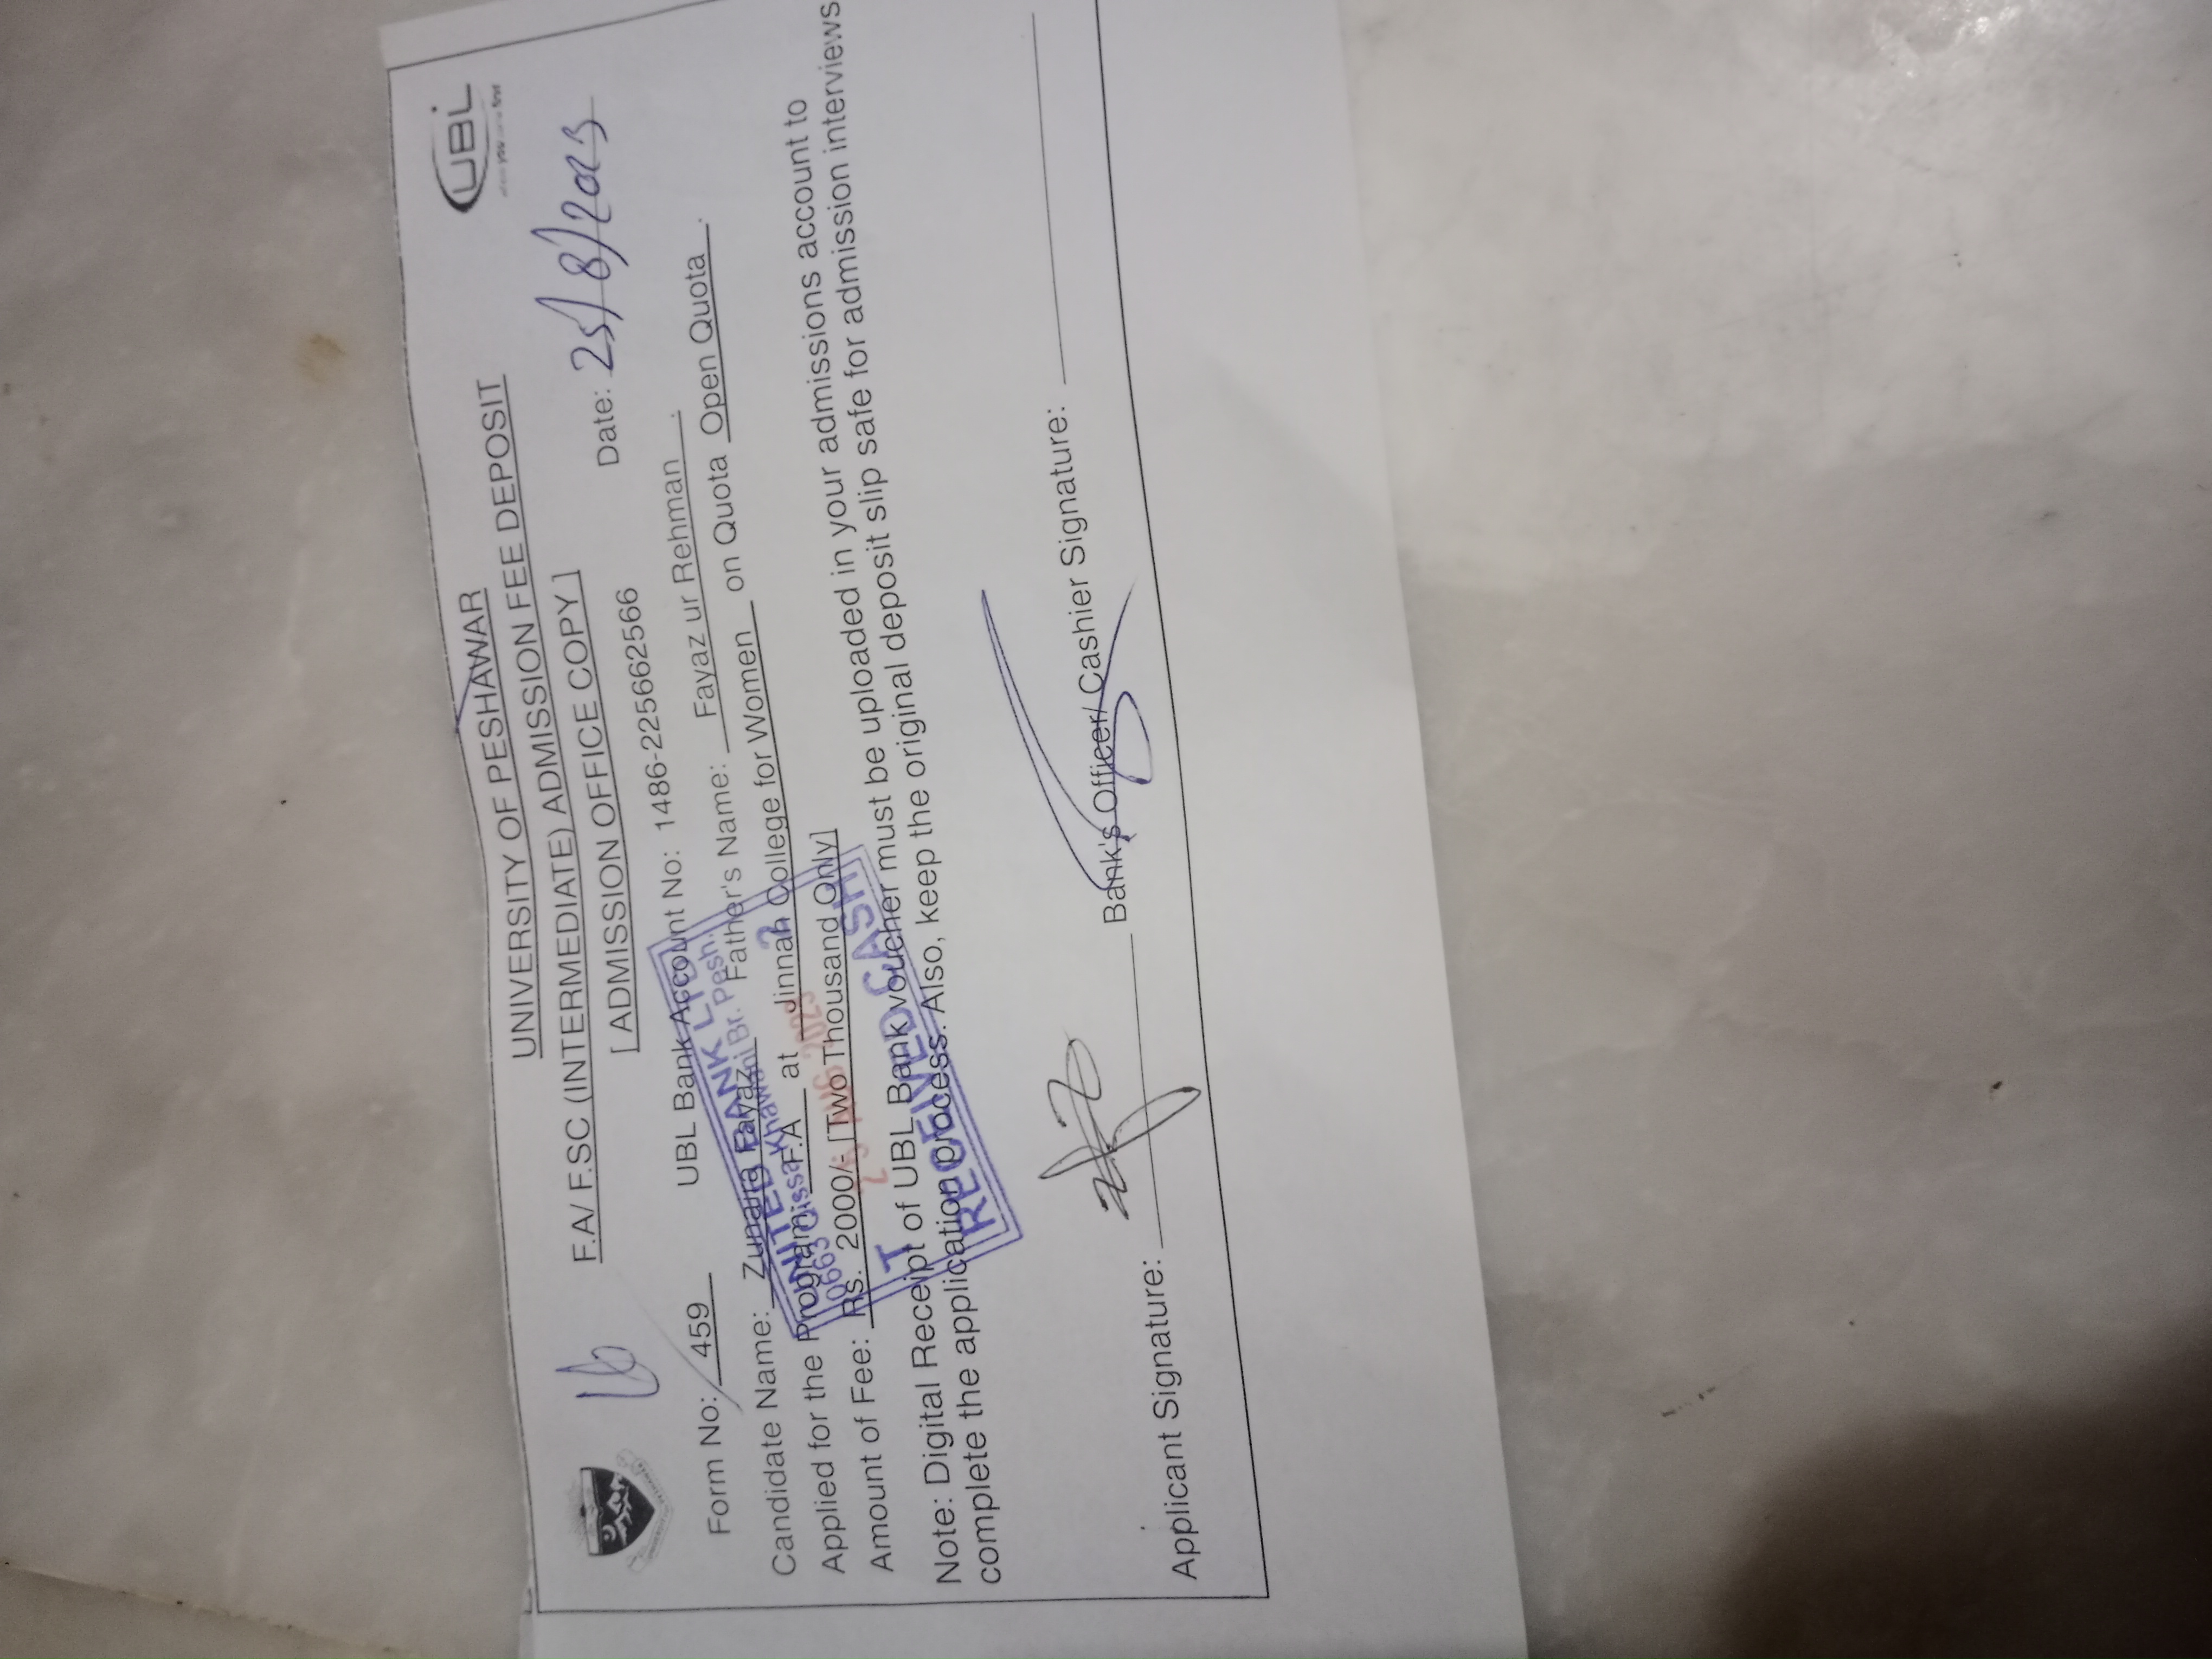 UNIVERSITY OF PESHAWAR
F.A/ F.SC (INTERMEDIATE) ADMISSION FEE DEPOSIT
[ ADMISSION OFFICE COPY ]
UBL
Date: 25/8/2023
Form No: 459 UBL Bank Account No: 1486-225662566
Candidate Name: Zunaira Fayaz Father's Name: Fayaz ur Rehman .
Applied for the Program: F.A at Jinnah College for Women on Quota Open Quota .
Amount of Fee: Rs. 2000/- [Two Thousand Only]
Note: Digital Receipt of UBL Bank voucher must be uploaded in your admissions account to
complete the application process. Also, keep the original deposit slip safe for admission interviews
UNITED BANK LTD
0663 Qissa Khawani Br. Pesh.
25 AUG 2023
T
RECEIVED CASH
Applicant Signature: Bank's Officer/ Cashier Signature: